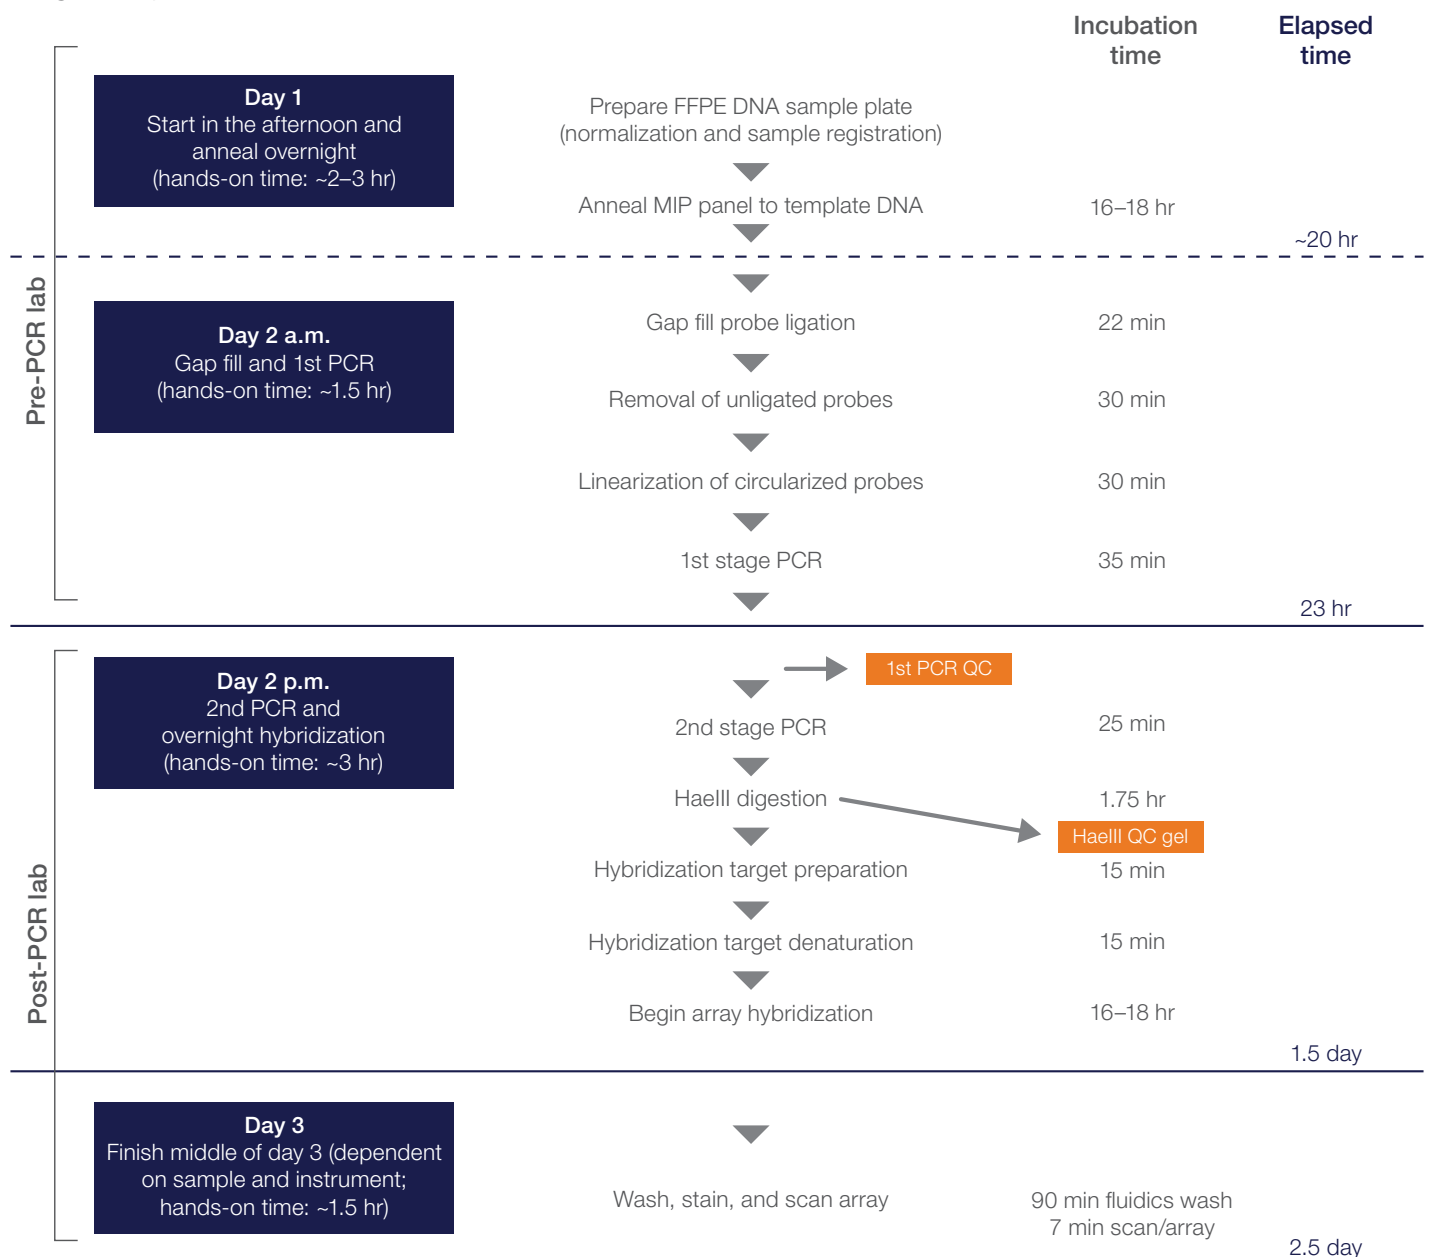 Incubation
time
Elapsed
time
Pre-PCR lab
Day 1
Start in the afternoon and
anneal overnight
(hands-on time: ~2–3 hr)
Prepare FFPE DNA sample plate
(normalization and sample registration)
Anneal MIP panel to template DNA
16–18 hr
~20 hr
Day 2 a.m.
Gap fill and 1st PCR
(hands-on time: ~1.5 hr)
Gap fill probe ligation
22 min
Removal of unligated probes
30 min
Linearization of circularized probes
30 min
1st stage PCR
35 min
23 hr
Post-PCR lab
Day 2 p.m.
2nd PCR and
overnight hybridization
(hands-on time: ~3 hr)
1st PCR QC
2nd stage PCR
25 min
HaeIII digestion
1.75 hr
HaeIII QC gel
Hybridization target preparation
15 min
Hybridization target denaturation
15 min
Begin array hybridization
16–18 hr
1.5 day
Day 3
Finish middle of day 3 (dependent
on sample and instrument;
hands-on time: ~1.5 hr)
Wash, stain, and scan array
90 min fluidics wash
7 min scan/array
2.5 day